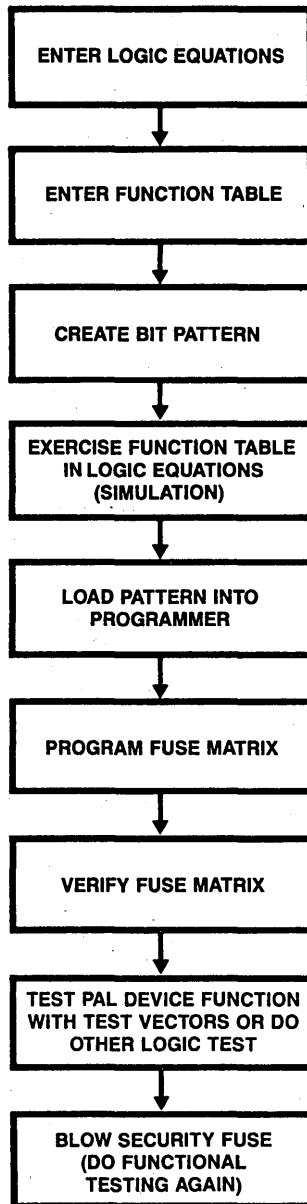 ENTER LOGIC EQUATIONS
ENTER FUNCTION TABLE
CREATE BIT PATTERN
EXERCISE FUNCTION TABLE
IN LOGIC EQUATIONS
(SIMULATION)
LOAD PATTERN INTO
PROGRAMMER
PROGRAM FUSE MATRIX
VERIFY FUSE MATRIX
TEST PAL DEVICE FUNCTION
WITH TEST VECTORS OR DO
OTHER LOGIC TEST
BLOW SECURITY FUSE
(DO FUNCTIONAL
TESTING AGAIN)